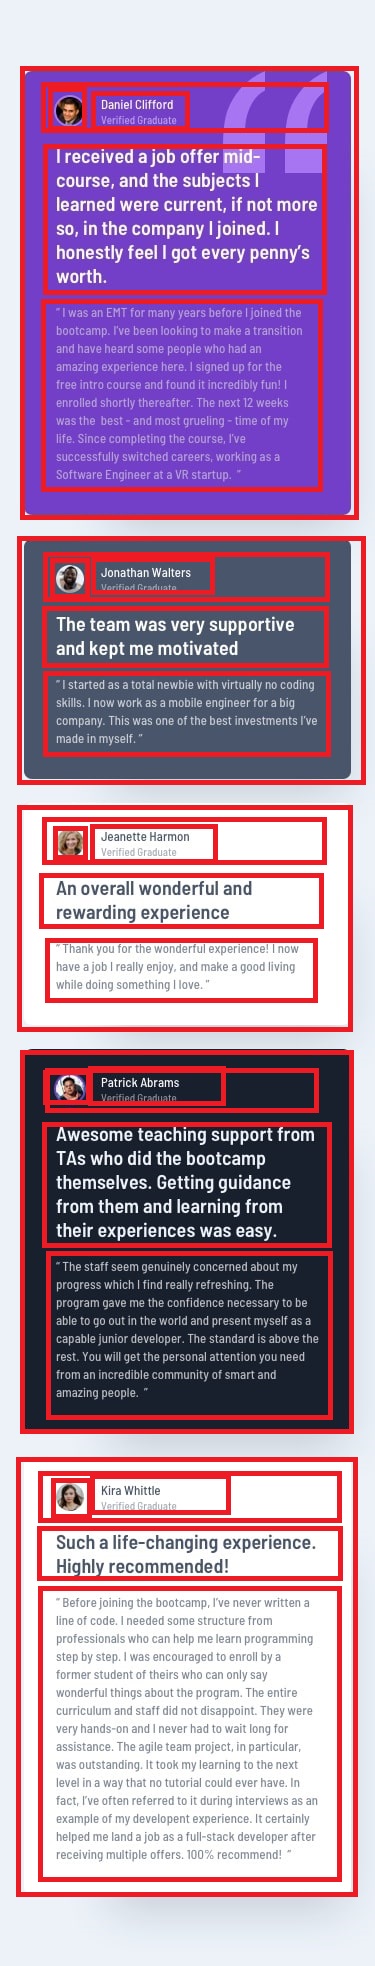 Daniel Clifford
Verified Graduate
I received a job offer mid-
course, and the subjects I
learned were current, if not more
so, in the company I joined. I
honestly feel I got every penny’s
worth.
“ I was an EMT for many years before I joined the
bootcamp. I’ve been looking to make a transition
and have heard some people who had an
amazing experience here. I signed up for the
free intro course and found it incredibly fun! I
enrolled shortly thereafter. The next 12 weeks
was the best - and most grueling - time of my
life. Since completing the course, I’ve
successfully switched careers, working as a
Software Engineer at a VR startup. ”
Jonathan Walters
Verified Graduate
The team was very supportive
and kept me motivated
“ I started as a total newbie with virtually no coding
skills. I now work as a mobile engineer for a big
company. This was one of the best investments I’ve
made in myself. ”
Jeanette Harmon
Verified Graduate
An overall wonderful and
rewarding experience
“ Thank you for the wonderful experience! I now
have a job I really enjoy, and make a good living
while doing something I love. ”
Patrick Abrams
Verified Graduate
Awesome teaching support from
TAs who did the bootcamp
themselves. Getting guidance
from them and learning from
their experiences was easy.
“ The staff seem genuinely concerned about my
progress which I find really refreshing. The
program gave me the confidence necessary to be
able to go out in the world and present myself as a
capable junior developer. The standard is above the
rest. You will get the personal attention you need
from an incredible community of smart and
amazing people. ”
Kira Whittle
Verified Graduate
Such a life-changing experience.
Highly recommended!
“ Before joining the bootcamp, I’ve never written a
line of code. I needed some structure from
professionals who can help me learn programming
step by step. I was encouraged to enroll by a
former student of theirs who can only say
wonderful things about the program. The entire
curriculum and staff did not disappoint. They were
very hands-on and I never had to wait long for
assistance. The agile team project, in particular,
was outstanding. It took my learning to the next
level in a way that no tutorial could ever have. In
fact, I’ve often referred to it during interviews as an
example of my developent experience. It certainly
helped me land a job as a full-stack developer after
receiving multiple offers. 100% recommend! ”